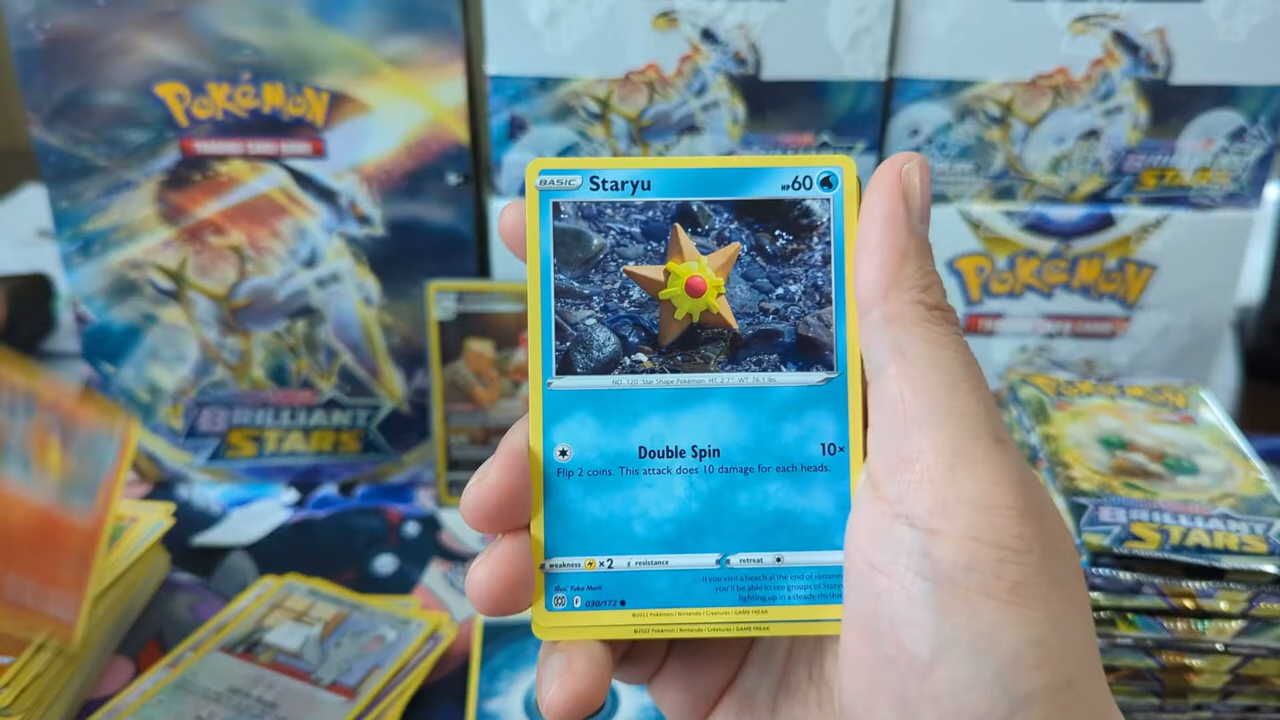 POKéMON
TRADING CARD GAME
BRILLIANT
STARS
BRILLIANT
STARS
POKéMON
TRADING CARD GAME
POKéMON
BRILLIANT
STARS
BASIC Staryu HP60
NO. 120 Star Shape Pokémon HT: 2'7" WT: 76.1 lbs.
Double Spin 10×
Flip 2 coins. This attack does 10 damage for each heads.
weakness ×2 resistance retreat
Illus. Yuka Morii
F 030/172
If you visit a beach at the end of summer,
you'll be able to see groups of Staryu
lighting up in a steady rhythm
©2022 Pokémon / Nintendo / Creatures / GAME FREAK
©2022 Pokémon / Nintendo / Creatures / GAME FREAK